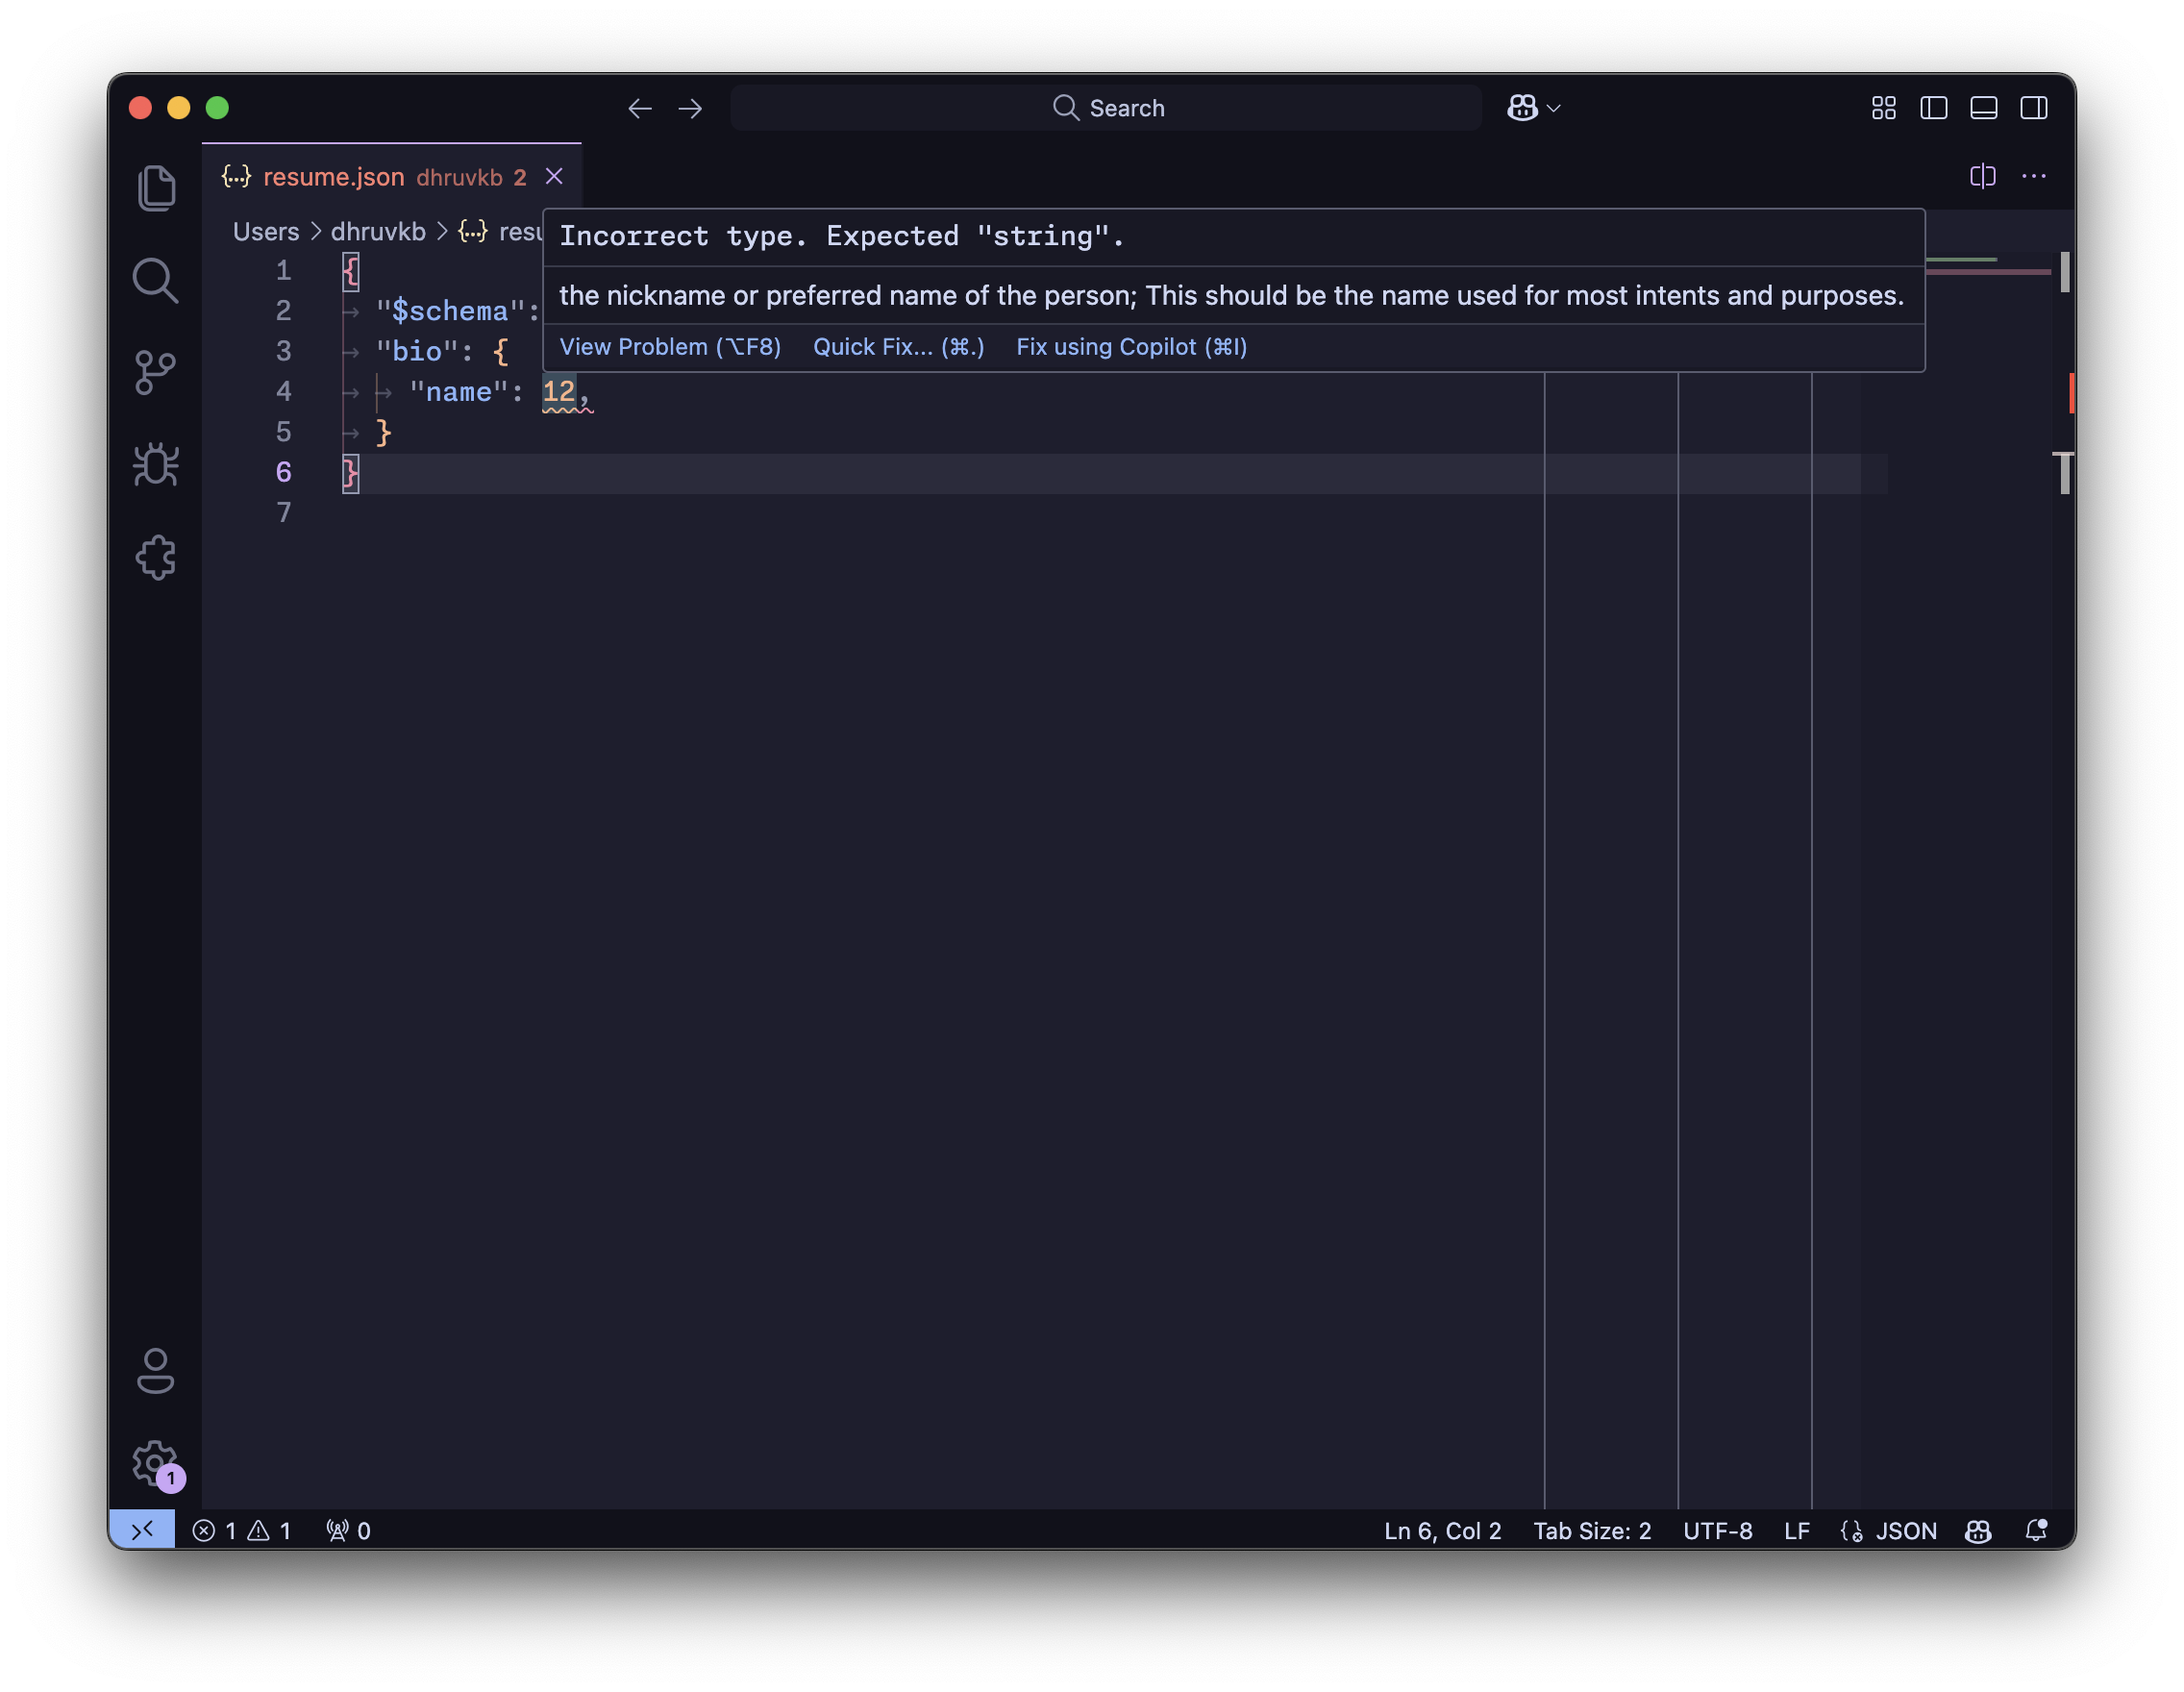 Search
{...} resume.json dhruvkb 2
Users > dhruvkb > {...}
Incorrect type. Expected "string".
the nickname or preferred name of the person; This should be the name used for most intents and purposes.
View Problem (⌥F8) Quick Fix... (⌘.) Fix using Copilot (⌘I)
1 {
2 "$schema":
3 "bio": {
4 "name": 12,
5 }
6 }
7
1
1 1 0
Ln 6, Col 2 Tab Size: 2 UTF-8 LF JSON